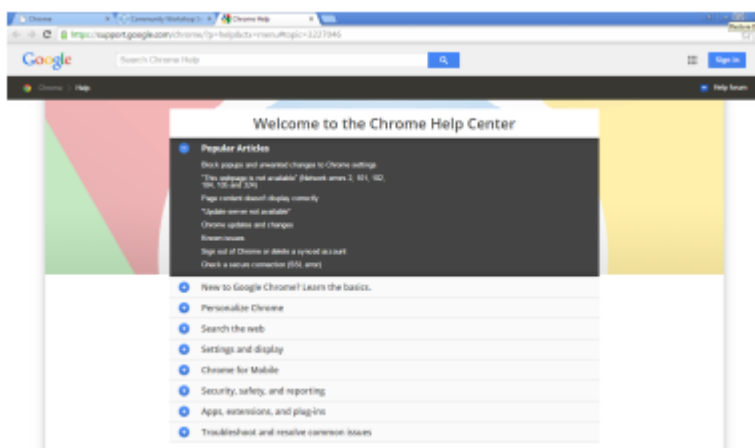 Chrome
Community Workshop
Chrome Help
https://support.google.com/chrome/?p=help&ctx=menu#topic=3227046
Google
Search Chrome Help
Sign in
Chrome
Help
Help forum
Welcome to the Chrome Help Center
Popular Articles
Block popups and unwanted changes to Chrome settings
"This webpage is not available" (Network errors 2, 101, 102,
104, 105 and 324)
Page content doesn't display correctly
"Update server not available"
Chrome updates and changes
Known issues
Sign out of Chrome or delete a synced account
Check a secure connection (SSL error)
New to Google Chrome? Learn the basics.
Personalize Chrome
Search the web
Settings and display
Chrome for Mobile
Security, safety, and reporting
Apps, extensions, and plug-ins
Troubleshoot and resolve common issues